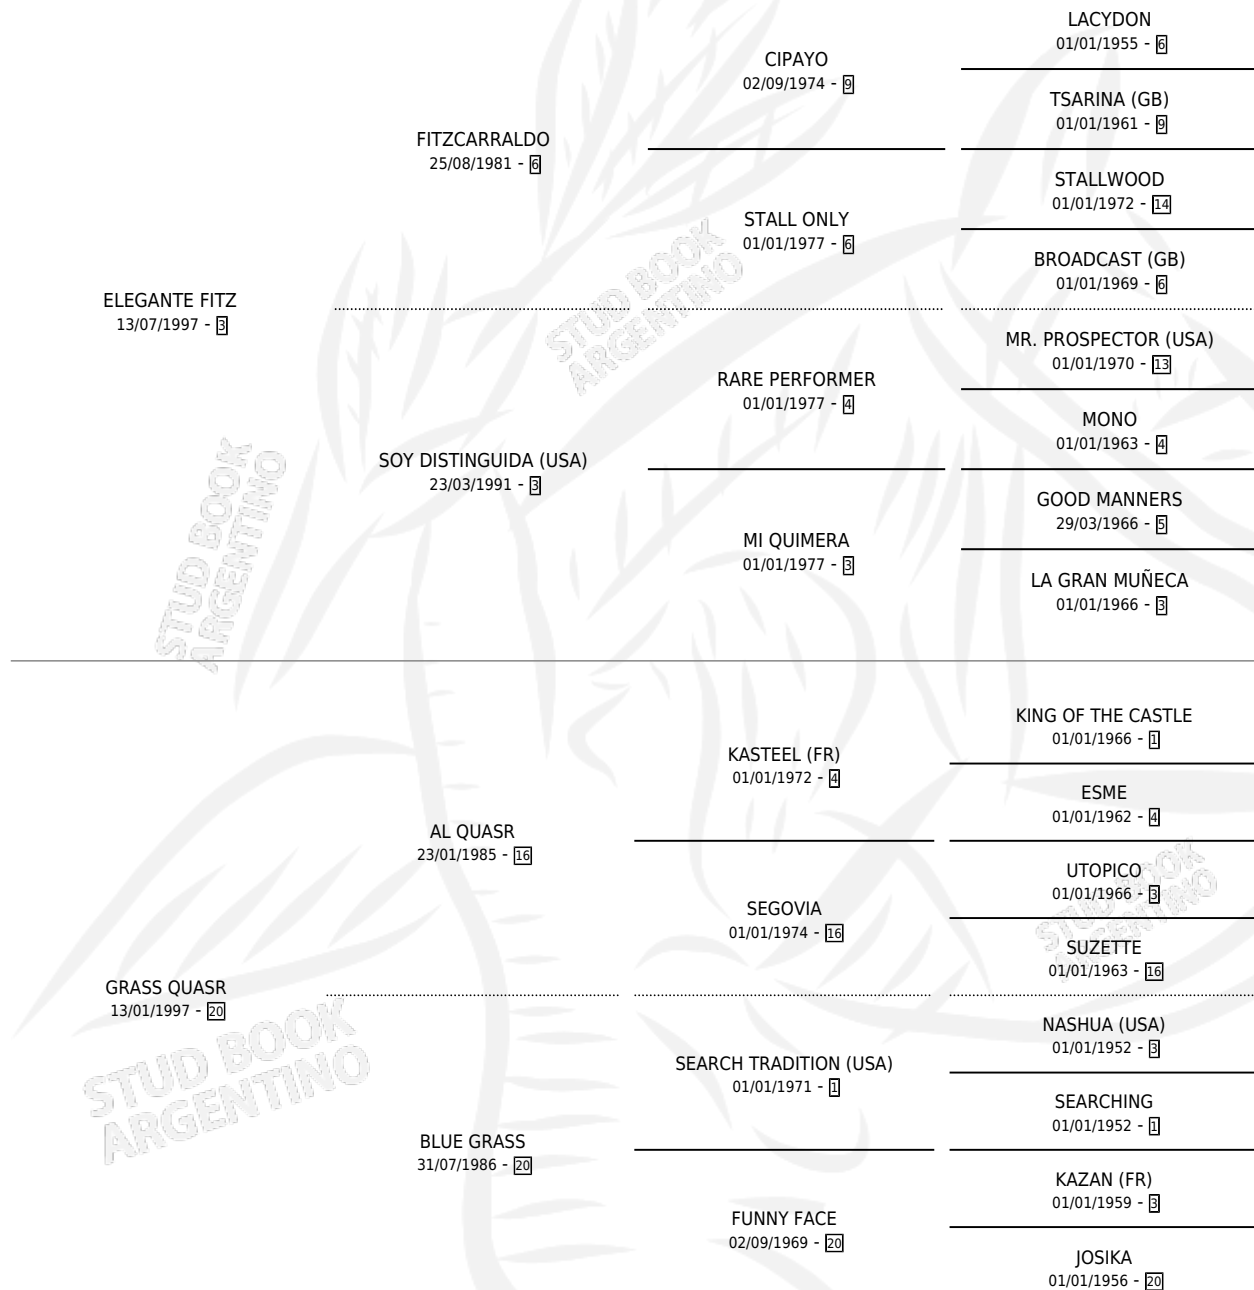 LACYDON
01/01/1955 - 6
CIPAYO
02/09/1974 - 9
TSARINA (GB)
01/01/1961 - 9
FITZCARRALDO
25/08/1981 - 6
STALLWOOD
01/01/1972 - 14
STALL ONLY
01/01/1977 - 6
BROADCAST (GB)
01/01/1969 - 6
ELEGANTE FITZ
13/07/1997 - 3
MR. PROSPECTOR (USA)
01/01/1970 - 13
RARE PERFORMER
01/01/1977 - 4
MONO
01/01/1963 - 4
SOY DISTINGUIDA (USA)
23/03/1991 - 3
GOOD MANNERS
29/03/1966 - 5
MI QUIMERA
01/01/1977 - 3
LA GRAN MUÑECA
01/01/1966 - 3
KING OF THE CASTLE
01/01/1966 - 1
KASTEEL (FR)
01/01/1972 - 4
ESME
01/01/1962 - 4
AL QUASR
23/01/1985 - 16
UTOPICO
01/01/1966 - 3
SEGOVIA
01/01/1974 - 16
SUZETTE
01/01/1963 - 16
GRASS QUASR
13/01/1997 - 20
NASHUA (USA)
01/01/1952 - 3
SEARCH TRADITION (USA)
01/01/1971 - 1
SEARCHING
01/01/1952 - 1
BLUE GRASS
31/07/1986 - 20
KAZAN (FR)
01/01/1959 - 3
FUNNY FACE
02/09/1969 - 20
JOSIKA
01/01/1956 - 20
STUD BOOK
ARGENTINO
STUD BOOK
ARGENTINO
STUD BOOK
ARGENTINO
STUD BOOK
ARGENTINO